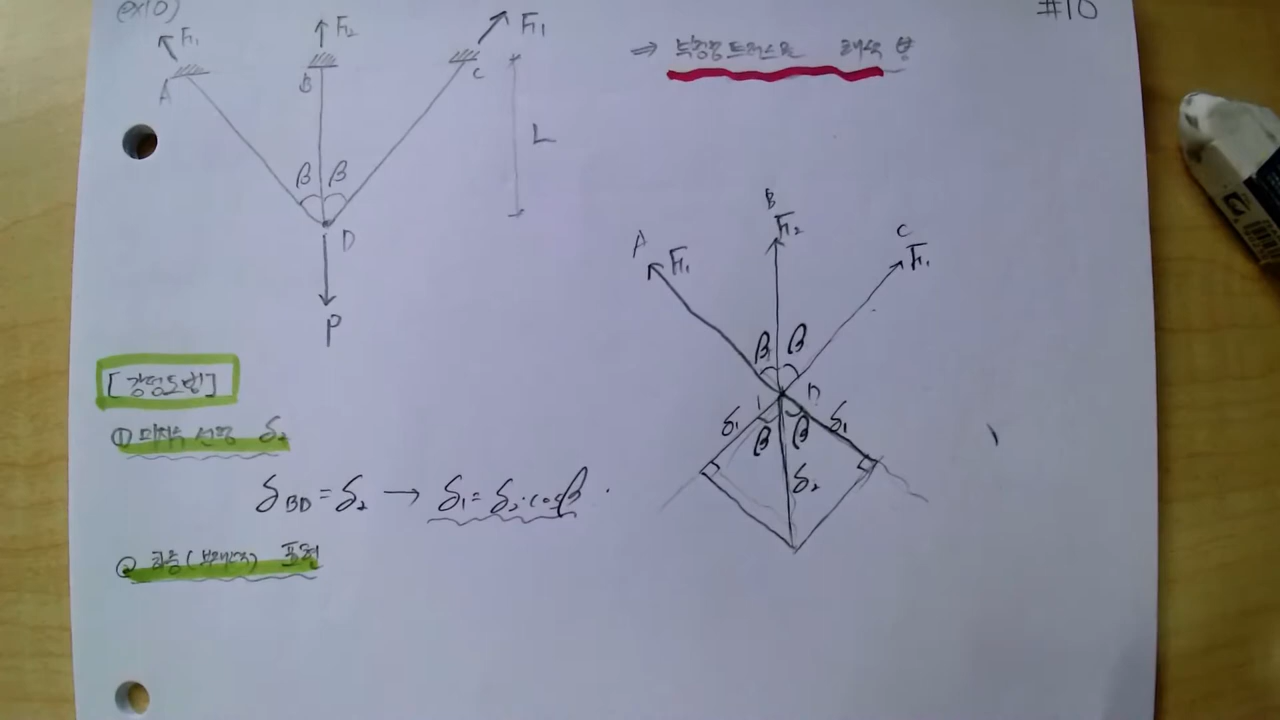 ex10)
#10
F₁
F₂
F₁
⇒ 부정정트러스의 해석 방
A
B
C
L
β β
D
P
B
F₂
A
F₁
C
F₁
β β
D
δ₁
β β
δ₁
δ₂
[강성도법]
① 미지수 선정 δ₂
δBD = δ₂ → δ₁ = δ₂·cosβ
② 하중(부재력) 표현